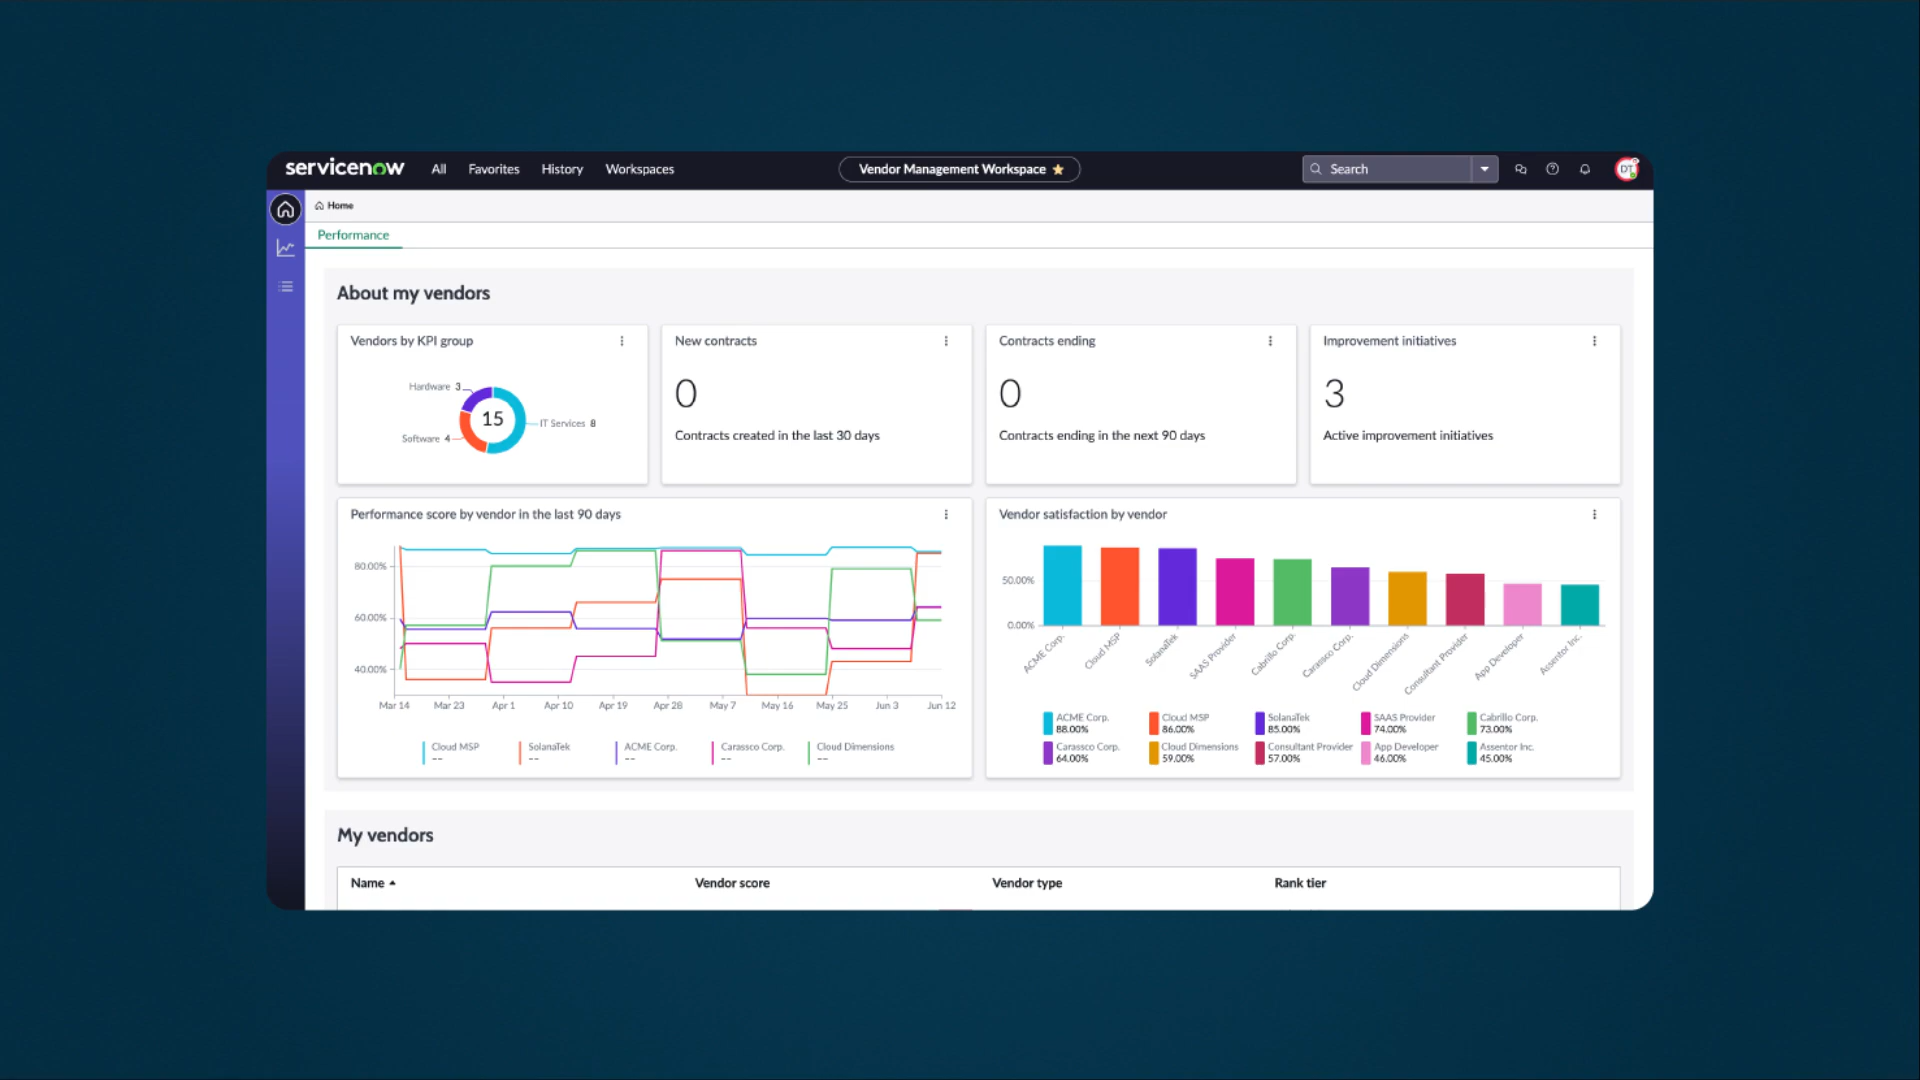 servicenow
All
Favorites
History
Workspaces
Vendor Management Workspace
Search
DT
Home
Performance
About my vendors
Vendors by KPI group
Hardware 3
15
IT Services 8
Software 4
New contracts
0
Contracts created in the last 30 days
Contracts ending
0
Contracts ending in the next 90 days
Improvement initiatives
3
Active improvement initiatives
Performance score by vendor in the last 90 days
80.00%
60.00%
40.00%
Mar 14
Mar 23
Apr 1
Apr 10
Apr 19
Apr 28
May 7
May 16
May 25
Jun 3
Jun 12
Cloud MSP
--
SolanaTek
--
ACME Corp.
--
Carassco Corp.
--
Cloud Dimensions
--
Vendor satisfaction by vendor
50.00%
0.00%
ACME Corp.
Cloud MSP
SolanaTek
SAAS Provider
Cabrillo Corp.
Carassco Corp.
Cloud Dimensions
Consultant Provider
App Developer
Assentor Inc.
ACME Corp.
88.00%
Cloud MSP
86.00%
SolanaTek
85.00%
SAAS Provider
74.00%
Cabrillo Corp.
73.00%
Carassco Corp.
64.00%
Cloud Dimensions
59.00%
Consultant Provider
57.00%
App Developer
46.00%
Assentor Inc.
45.00%
My vendors
Name
Vendor score
Vendor type
Rank tier